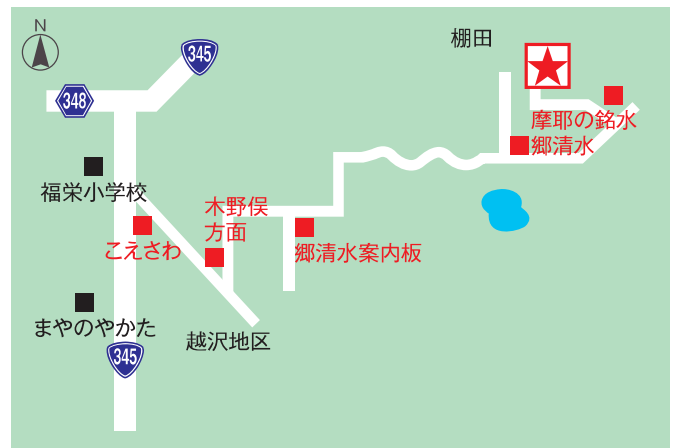 N
345
棚田
348
摩耶の銘水
郷清水
福栄小学校
木野俣
方面
こえさわ
郷清水案内板
まやのやかた
越沢地区
345